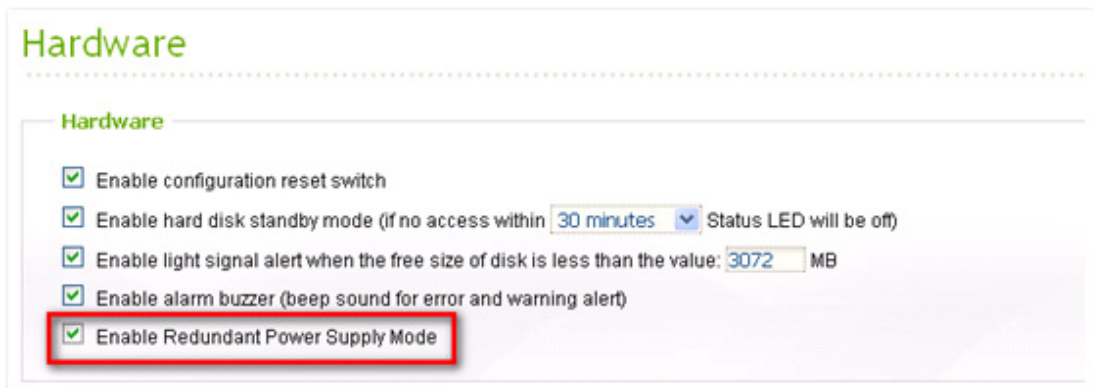 Hardware
Hardware
Enable configuration reset switch
Enable hard disk standby mode (if no access within 30 minutes Status LED will be off)
Enable light signal alert when the free size of disk is less than the value: 3072 MB
Enable alarm buzzer (beep sound for error and warning alert)
Enable Redundant Power Supply Mode